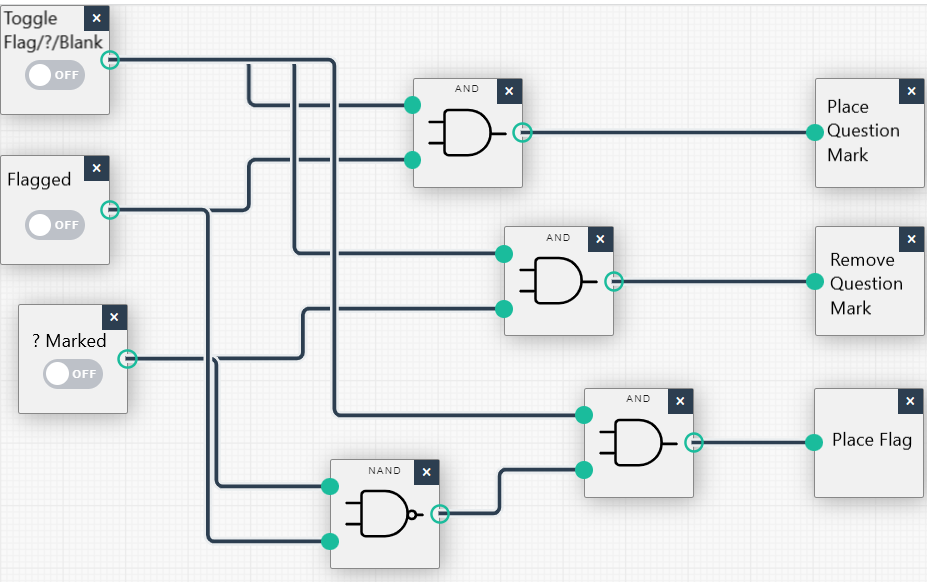 Toggle
Flag/?/Blank
OFF
AND
Place
Question
Mark
Flagged
OFF
AND
Remove
Question
Mark
? Marked
OFF
AND
Place Flag
NAND